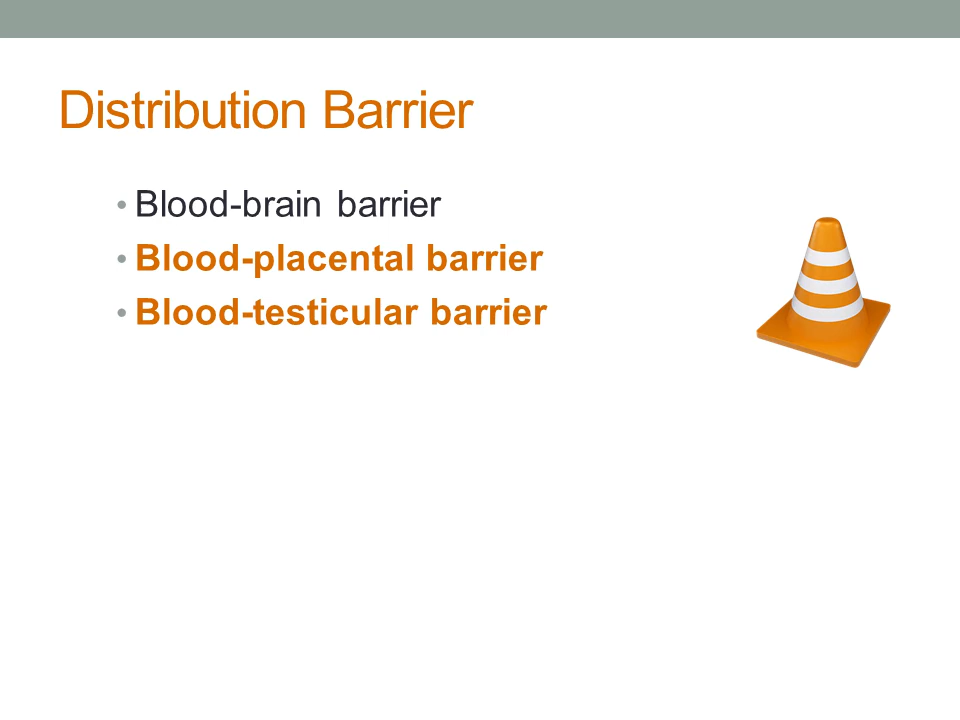 Distribution Barrier
• Blood-brain barrier
• Blood-placental barrier
• Blood-testicular barrier